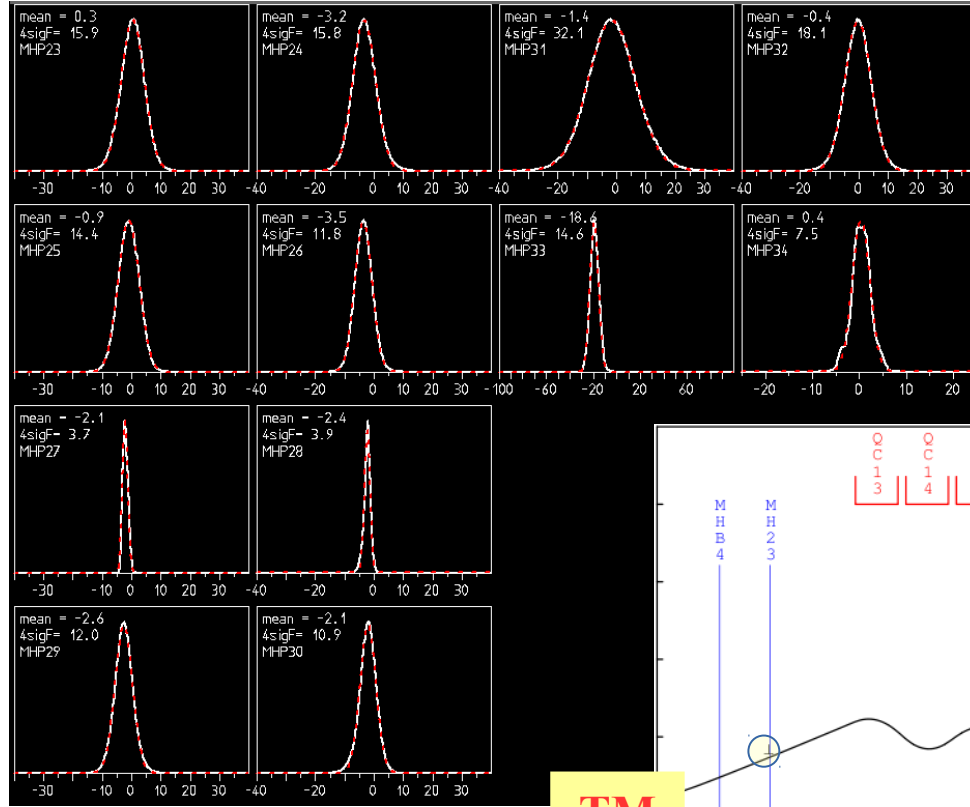 mean = 0.3
4sigF= 15.9
MHP23
-30 -10 0 10 20 30
mean = -3.2
4sigF= 15.8
MHP24
-40 -20 0 10 20 30
mean = -1.4
4sigF= 32.1
MHP31
-40 -20 0 10 20 30
mean = -0.4
4sigF= 18.1
MHP32
-40 -20 0 10 20 30
mean = -0.9
4sigF= 14.4
MHP25
-30 -10 0 10 20 30
mean = -3.5
4sigF= 11.8
MHP26
-40 -20 0 10 20 30
mean = -18.6
4sigF= 14.6
MHP33
-100 -60 -20 0 20 60
mean = 0.4
4sigF= 7.5
MHP34
-20 -10 0 10 20
mean = -2.1
4sigF= 3.7
MHP27
-30 -10 0 10 20 30
mean = -2.4
4sigF= 3.9
MHP28
-40 -20 0 10 20 30
mean = -2.6
4sigF= 12.0
MHP29
-30 -10 0 10 20 30
mean = -2.1
4sigF= 10.9
MHP30
-40 -20 0 10 20 30
QC13
QC14
MHB4
MH23
TM